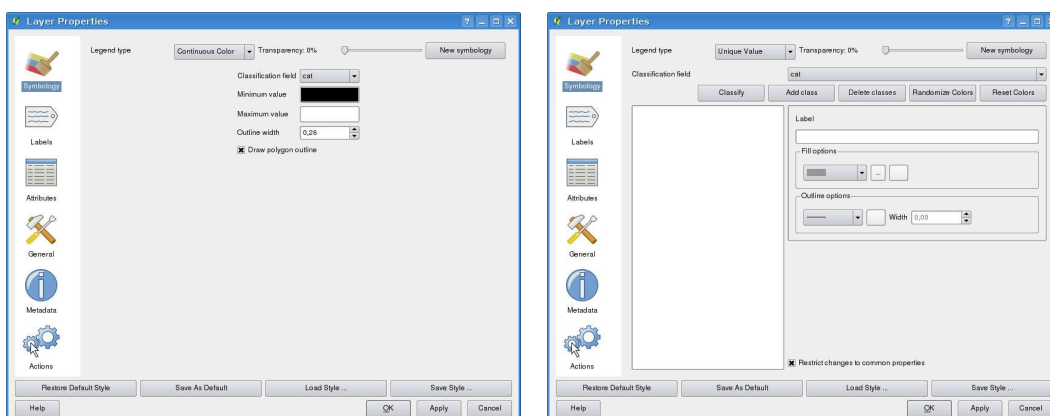 Layer Properties
Legend type Continuous Color Transparency: 0% New symbology
Symbology
Classification field cat
Minimum value
Maximum value
Outline width 0,26
Draw polygon outline
Labels
Attributes
General
Metadata
Actions
Restore Default Style Save As Default Load Style ... Save Style ...
Help OK Apply Cancel
Layer Properties
Legend type Unique Value Transparency: 0% New symbology
Symbology
Classification field cat
Classify Add class Delete classes Randomize Colors Reset Colors
Label
Fill options
...
Outline options
Width 0,00
Labels
Attributes
General
Metadata
Actions
Restrict changes to common properties
Restore Default Style Save As Default Load Style ... Save Style ...
Help OK Apply Cancel